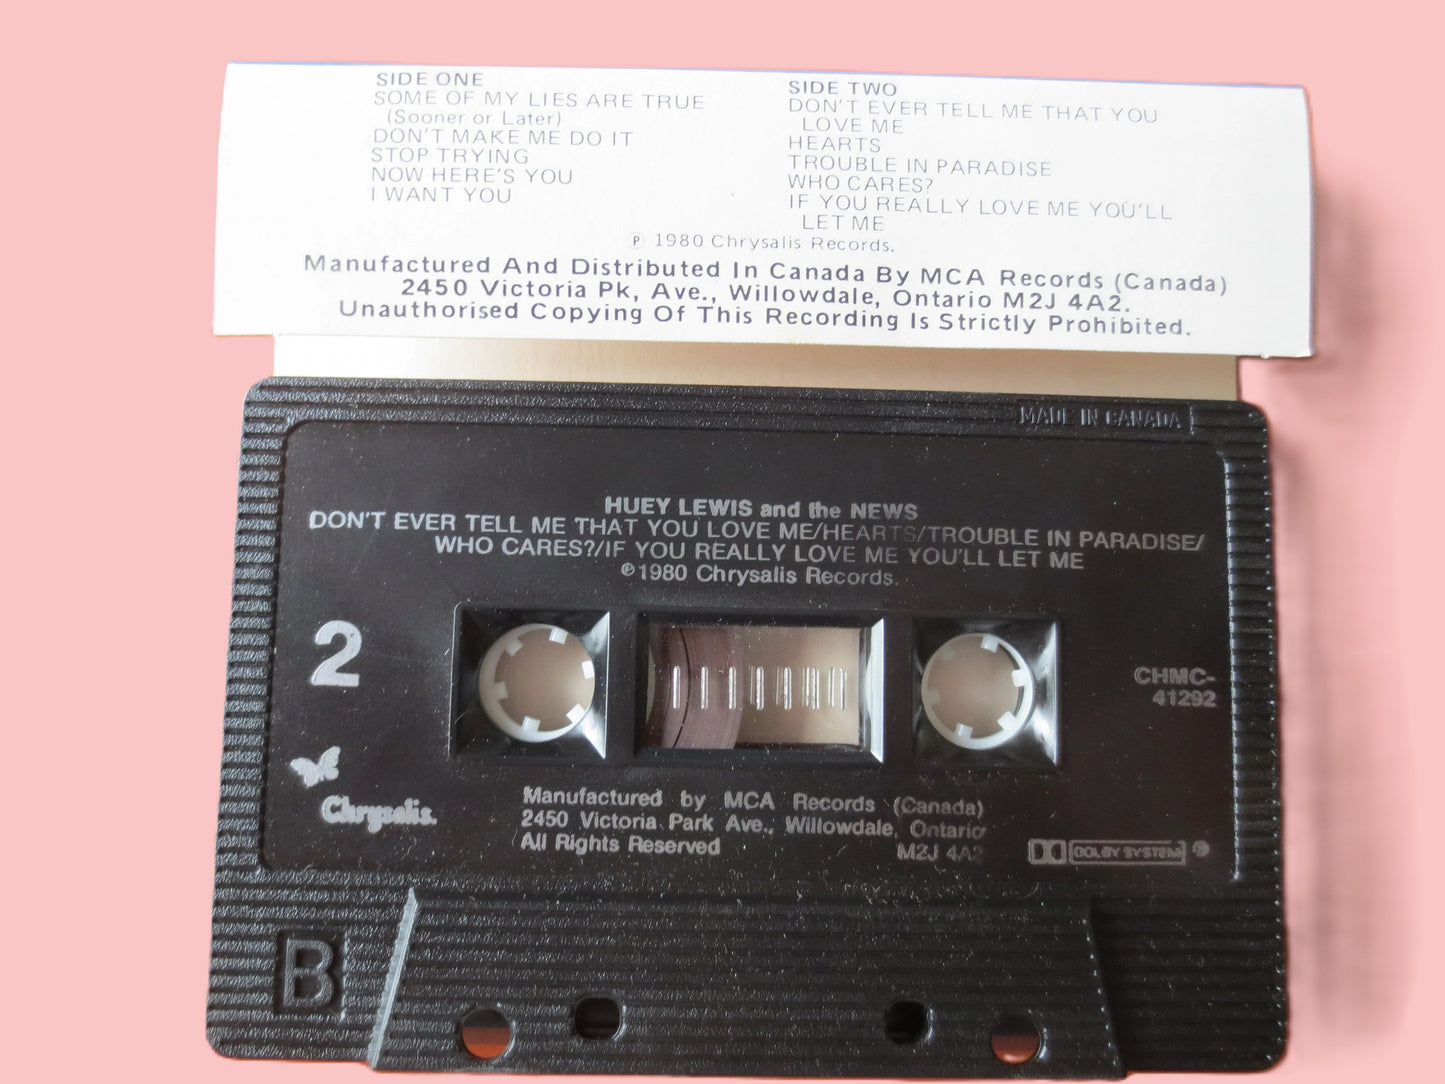 SIDE ONE
SOME OF MY LIES ARE TRUE
(Sooner or Later)
DON'T MAKE ME DO IT
STOP TRYING
NOW HERE'S YOU
I WANT YOU
SIDE TWO
DON'T EVER TELL ME THAT YOU
LOVE ME
HEARTS
TROUBLE IN PARADISE
WHO CARES?
IF YOU REALLY LOVE ME YOU'LL
LET ME
℗ 1980 Chrysalis Records.
Manufactured And Distributed In Canada By MCA Records (Canada)
2450 Victoria Pk, Ave., Willowdale, Ontario M2J 4A2.
Unauthorised Copying Of This Recording Is Strictly Prohibited.
MADE IN CANADA
HUEY LEWIS and the NEWS
DON'T EVER TELL ME THAT YOU LOVE ME/HEARTS/TROUBLE IN PARADISE/
WHO CARES?/IF YOU REALLY LOVE ME YOU'LL LET ME
℗1980 Chrysalis Records.
2
CHMC-
41292
Chrysalis.
Manufactured by MCA Records (Canada)
2450 Victoria Park Ave., Willowdale, Ontario
All Rights Reserved M2J 4A2
DOLBY SYSTEM
B